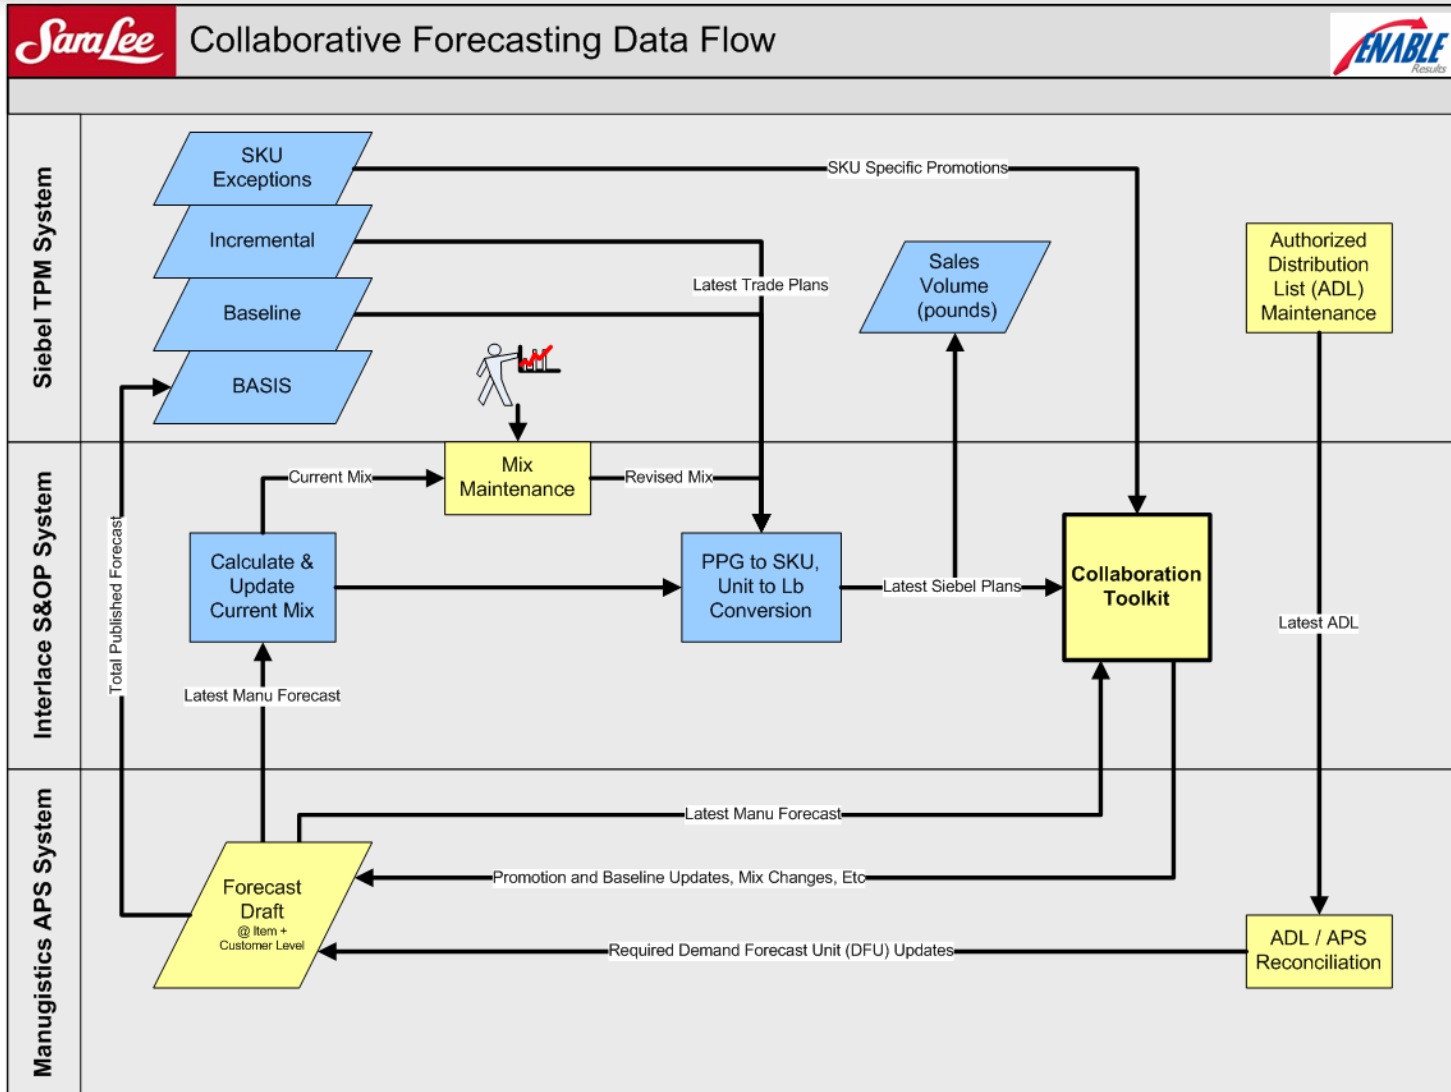 Sara Lee
Collaborative Forecasting Data Flow
ENABLE
Results
Siebel TPM System
SKU
Exceptions
SKU Specific Promotions
Incremental
Latest Trade Plans
Baseline
BASIS
Sales
Volume
(pounds)
Authorized
Distribution
List (ADL)
Maintenance
Interlace S&OP System
Current Mix
Mix
Maintenance
Revised Mix
Total Published Forecast
Calculate &
Update
Current Mix
PPG to SKU,
Unit to Lb
Conversion
Latest Siebel Plans
Collaboration
Toolkit
Latest ADL
Latest Manu Forecast
Manugistics APS System
Latest Manu Forecast
Forecast
Draft
@ Item +
Customer Level
Promotion and Baseline Updates, Mix Changes, Etc
Required Demand Forecast Unit (DFU) Updates
ADL / APS
Reconciliation